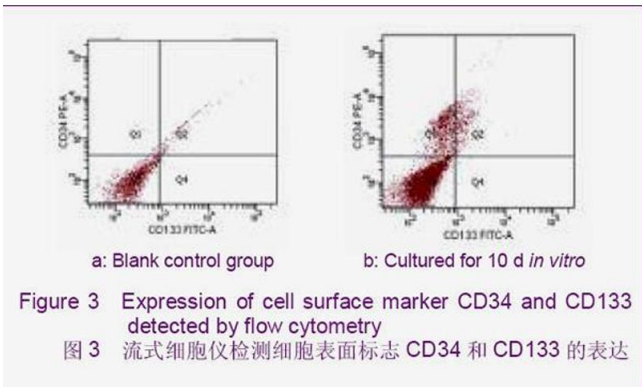 CD34 PE-A
Q2
Q4
CD133 FITC-A
a: Blank control group
CD34 PE-A
Q2
Q4
CD133 FITC-A
b: Cultured for 10 d in vitro
Figure 3 Expression of cell surface marker CD34 and CD133
detected by flow cytometry
图 3 流式细胞仪检测细胞表面标志 CD34 和 CD133 的表达